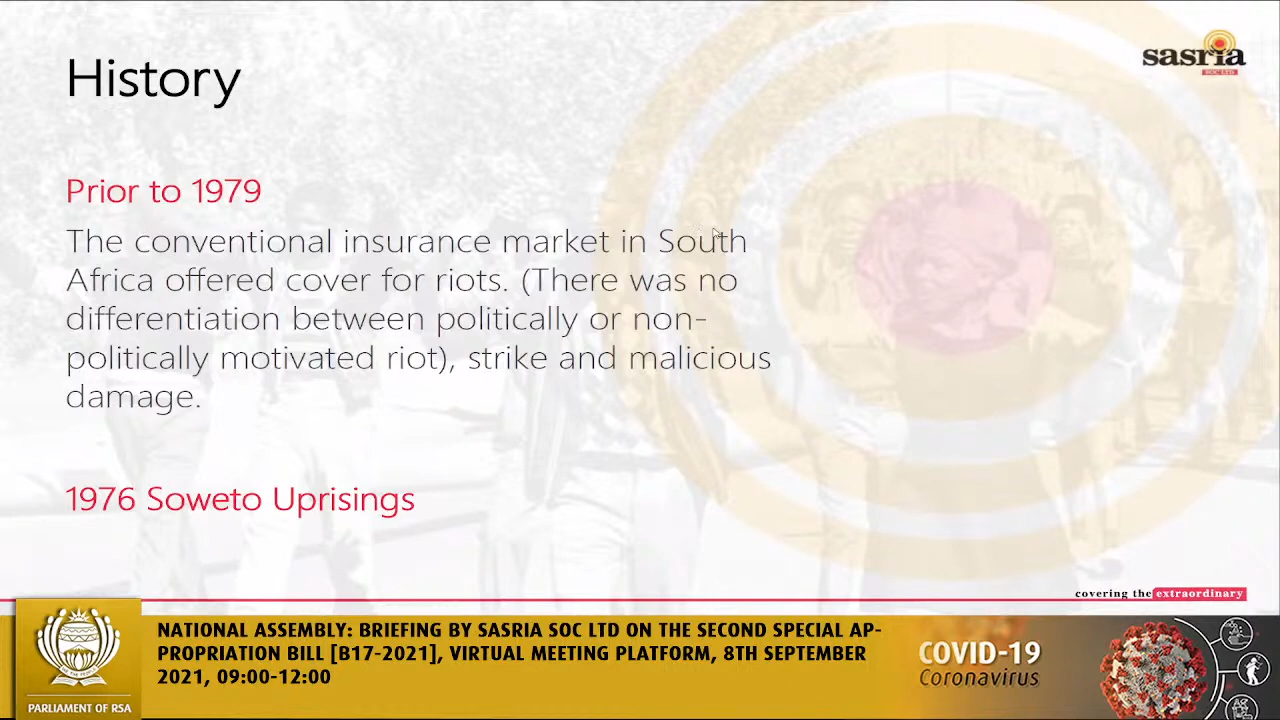 History
sasria
SOC LTD
Prior to 1979
The conventional insurance market in South
Africa offered cover for riots. (There was no
differentiation between politically or non-
politically motivated riot), strike and malicious
damage.
1976 Soweto Uprisings
covering the extraordinary
NATIONAL ASSEMBLY: BRIEFING BY SASRIA SOC LTD ON THE SECOND SPECIAL AP-
PROPRIATION BILL [B17-2021], VIRTUAL MEETING PLATFORM, 8TH SEPTEMBER
2021, 09:00-12:00
PARLIAMENT OF RSA
COVID-19
Coronavirus